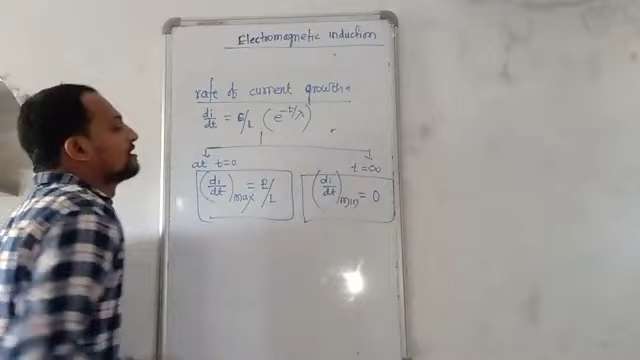 Electromagnetic induction
rate of current growth
di/dt = E/L (e^-t/λ)
at t=0
t=∞
(di/dt)max = E/L
(di/dt)min = 0